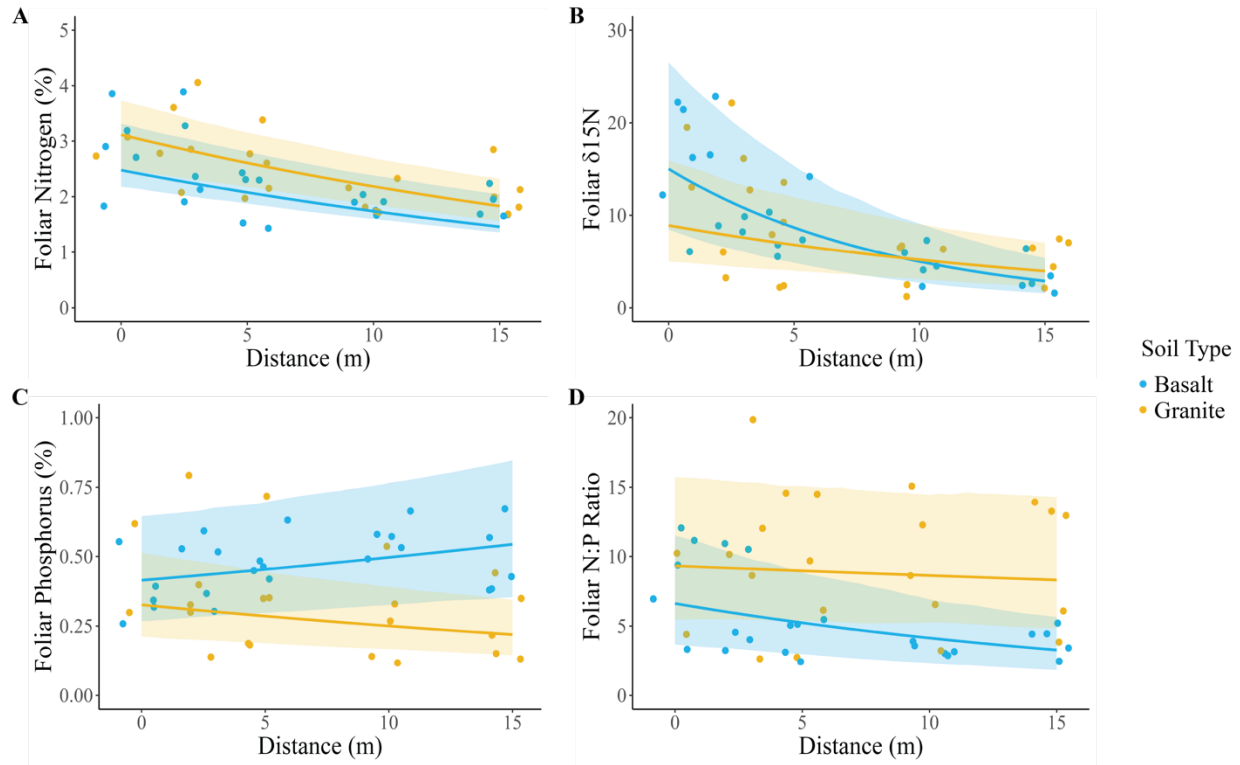 A
Foliar Nitrogen (%)
5
4
3
2
1
0
0 5 10 15
Distance (m)
B
Foliar δ15N
30
20
10
0
0 5 10 15
Distance (m)
Soil Type
Basalt
Granite
C
Foliar Phosphorus (%)
1.00
0.75
0.50
0.25
0.00
0 5 10 15
Distance (m)
D
Foliar N:P Ratio
20
15
10
5
0
0 5 10 15
Distance (m)